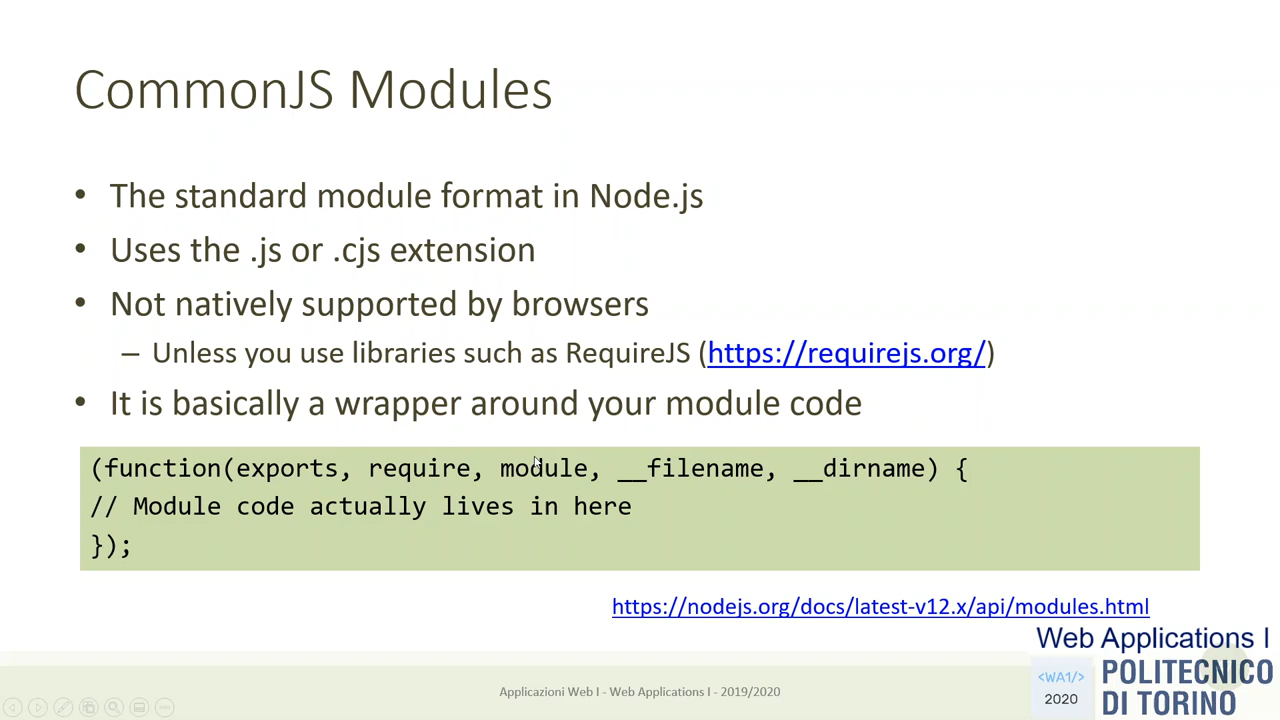 CommonJS Modules
• The standard module format in Node.js
• Uses the .js or .cjs extension
• Not natively supported by browsers
– Unless you use libraries such as RequireJS (https://requirejs.org/)
• It is basically a wrapper around your module code
(function(exports, require, module, __filename, __dirname) {
// Module code actually lives in here
});
https://nodejs.org/docs/latest-v12.x/api/modules.html
Applicazioni Web I - Web Applications I - 2019/2020
Web Applications I
<WA1/>
2020
POLITECNICO
DI TORINO